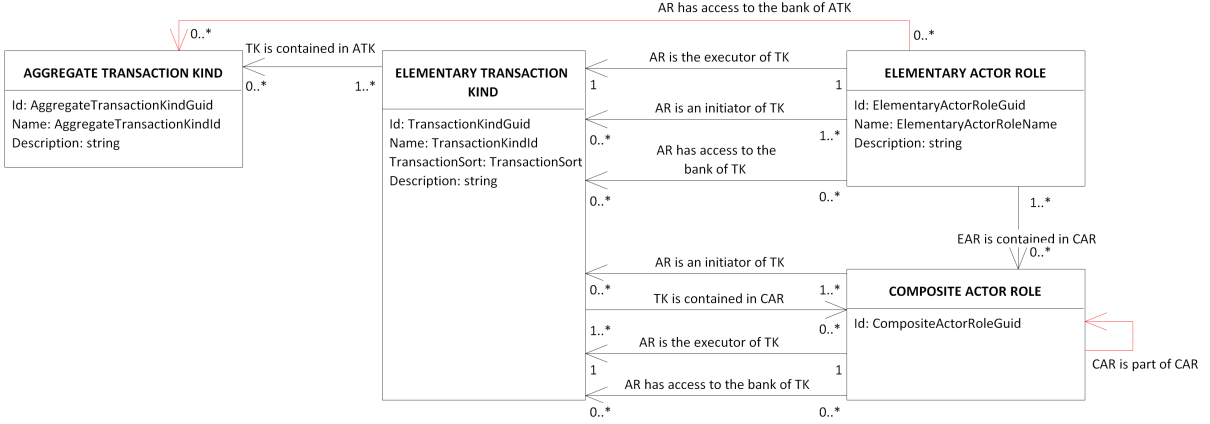 AR has access to the bank of ATK
0..*
0..*
TK is contained in ATK
0..*
1..*
AGGREGATE TRANSACTION KIND
Id: AggregateTransactionKindGuid
Name: AggregateTransactionKindId
Description: string
ELEMENTARY TRANSACTION
KIND
Id: TransactionKindGuid
Name: TransactionKindId
TransactionSort: TransactionSort
Description: string
AR is the executor of TK
1
1
AR is an initiator of TK
0..*
1..*
AR has access to the
bank of TK
0..*
0..*
ELEMENTARY ACTOR ROLE
Id: ElementaryActorRoleGuid
Name: ElementaryActorRoleName
Description: string
1..*
EAR is contained in CAR
0..*
AR is an initiator of TK
0..*
1..*
TK is contained in CAR
1..*
0..*
AR is the executor of TK
1
1
AR has access to the bank of TK
0..*
0..*
COMPOSITE ACTOR ROLE
Id: CompositeActorRoleGuid
CAR is part of CAR